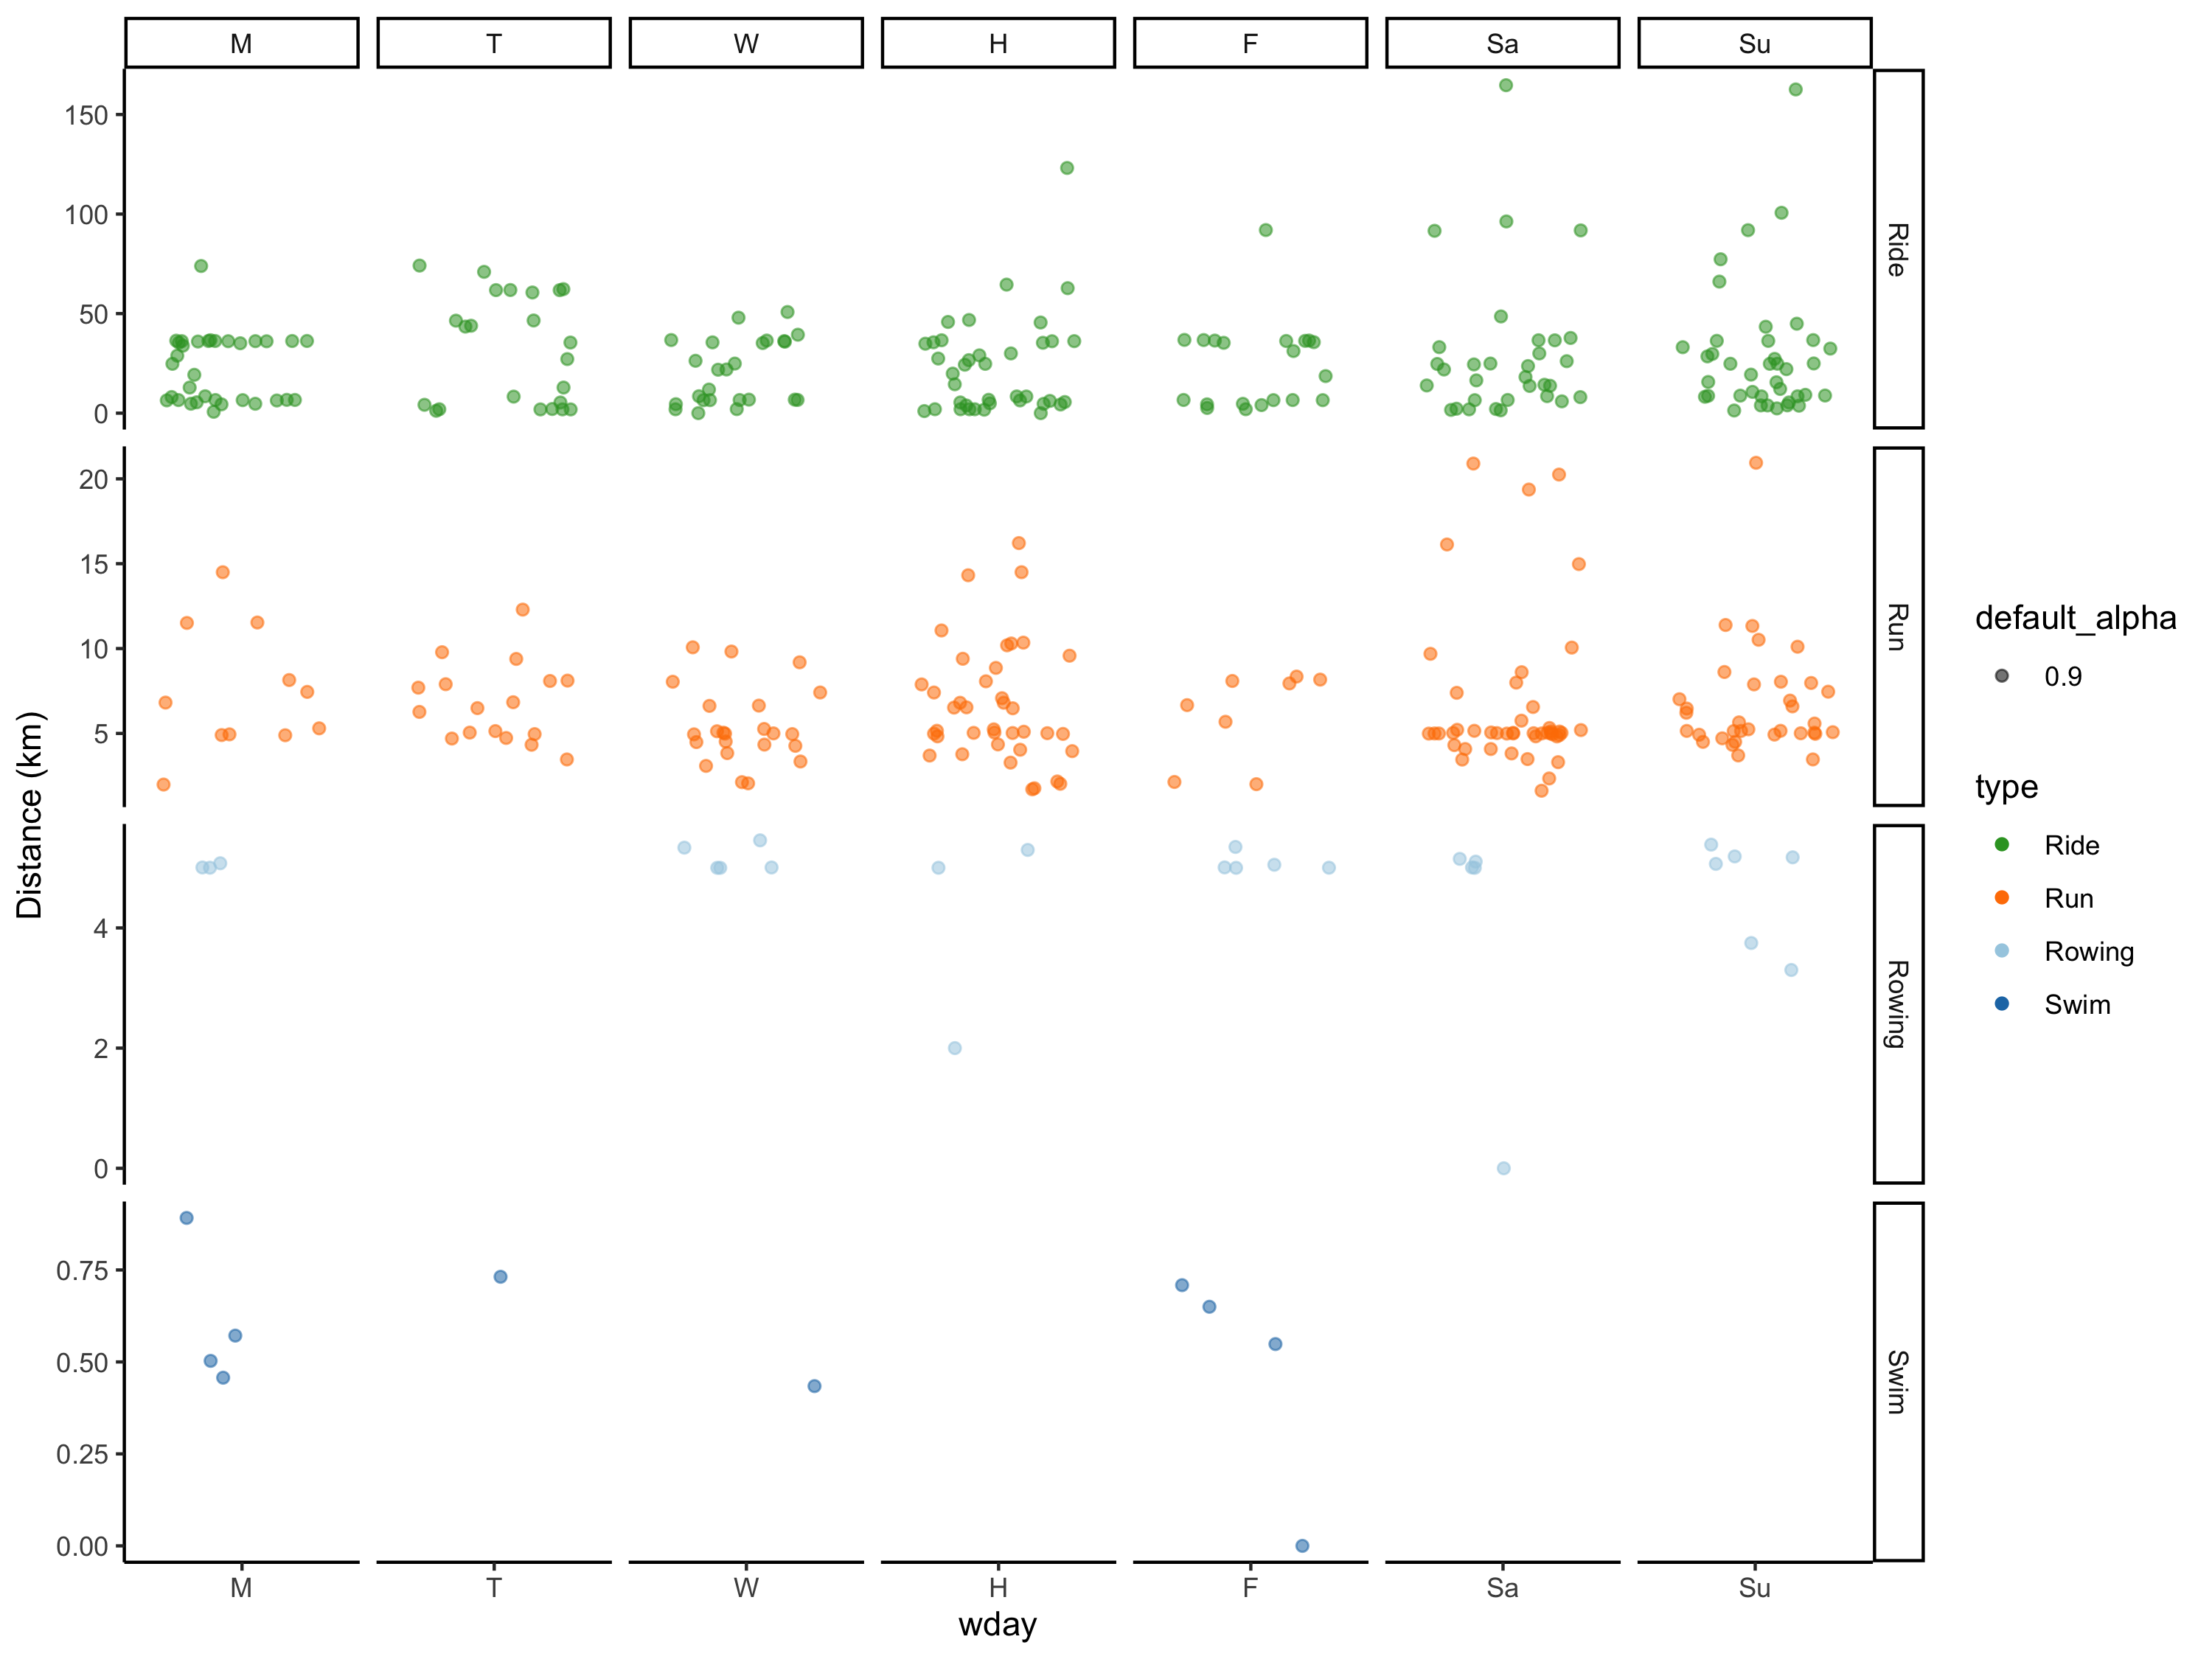 M T W H F Sa Su
150
100
50
0
Ride
20
15
10
5
Run
4
2
0
Rowing
0.75
0.50
0.25
0.00
Swim
M T W H F Sa Su
wday
Distance (km)
default_alpha
0.9
type
Ride
Run
Rowing
Swim